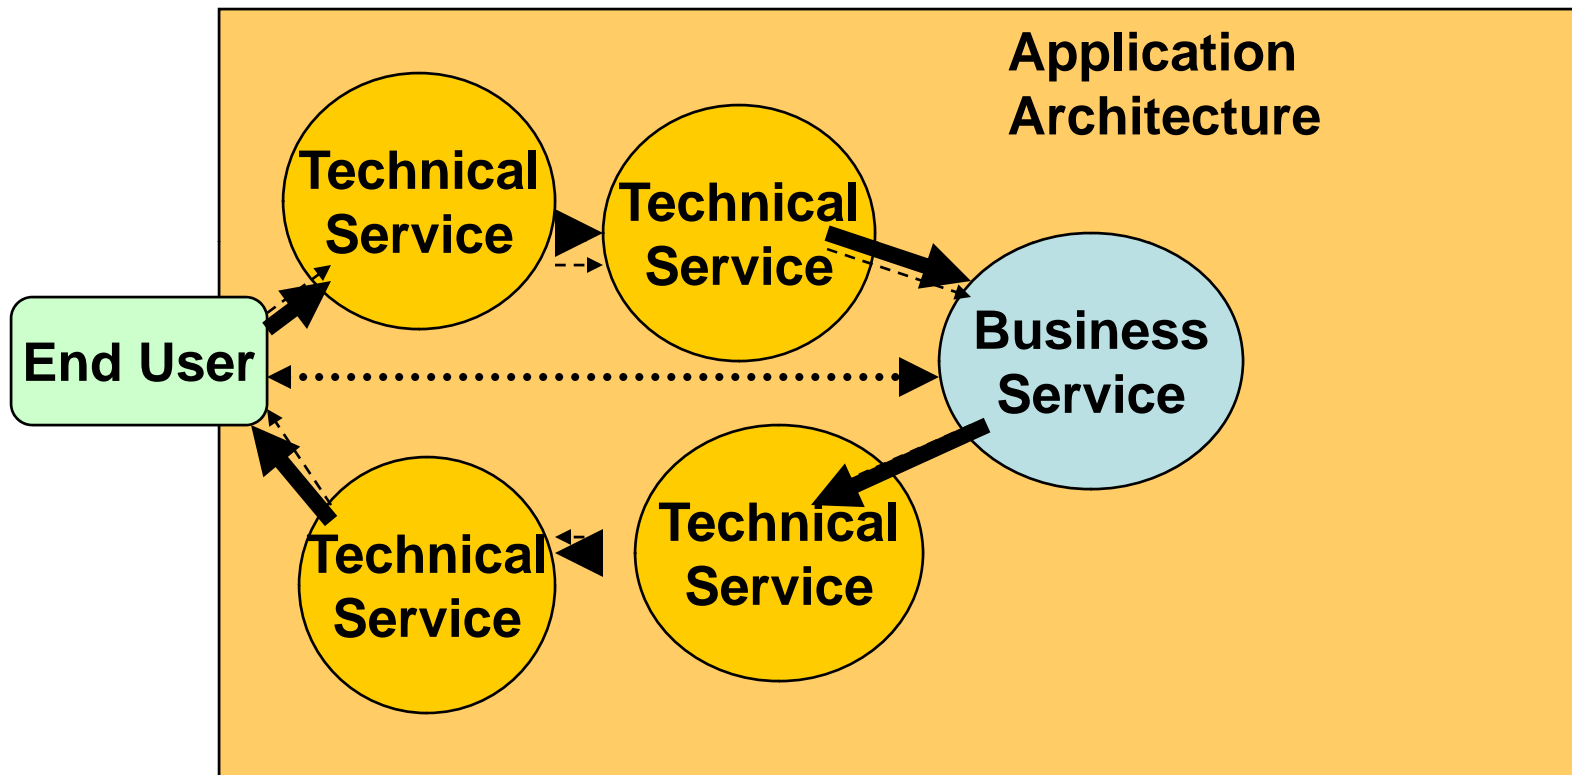 Application
Architecture
Technical
Service
Technical
Service
End User
Business
Service
Technical
Service
Technical
Service